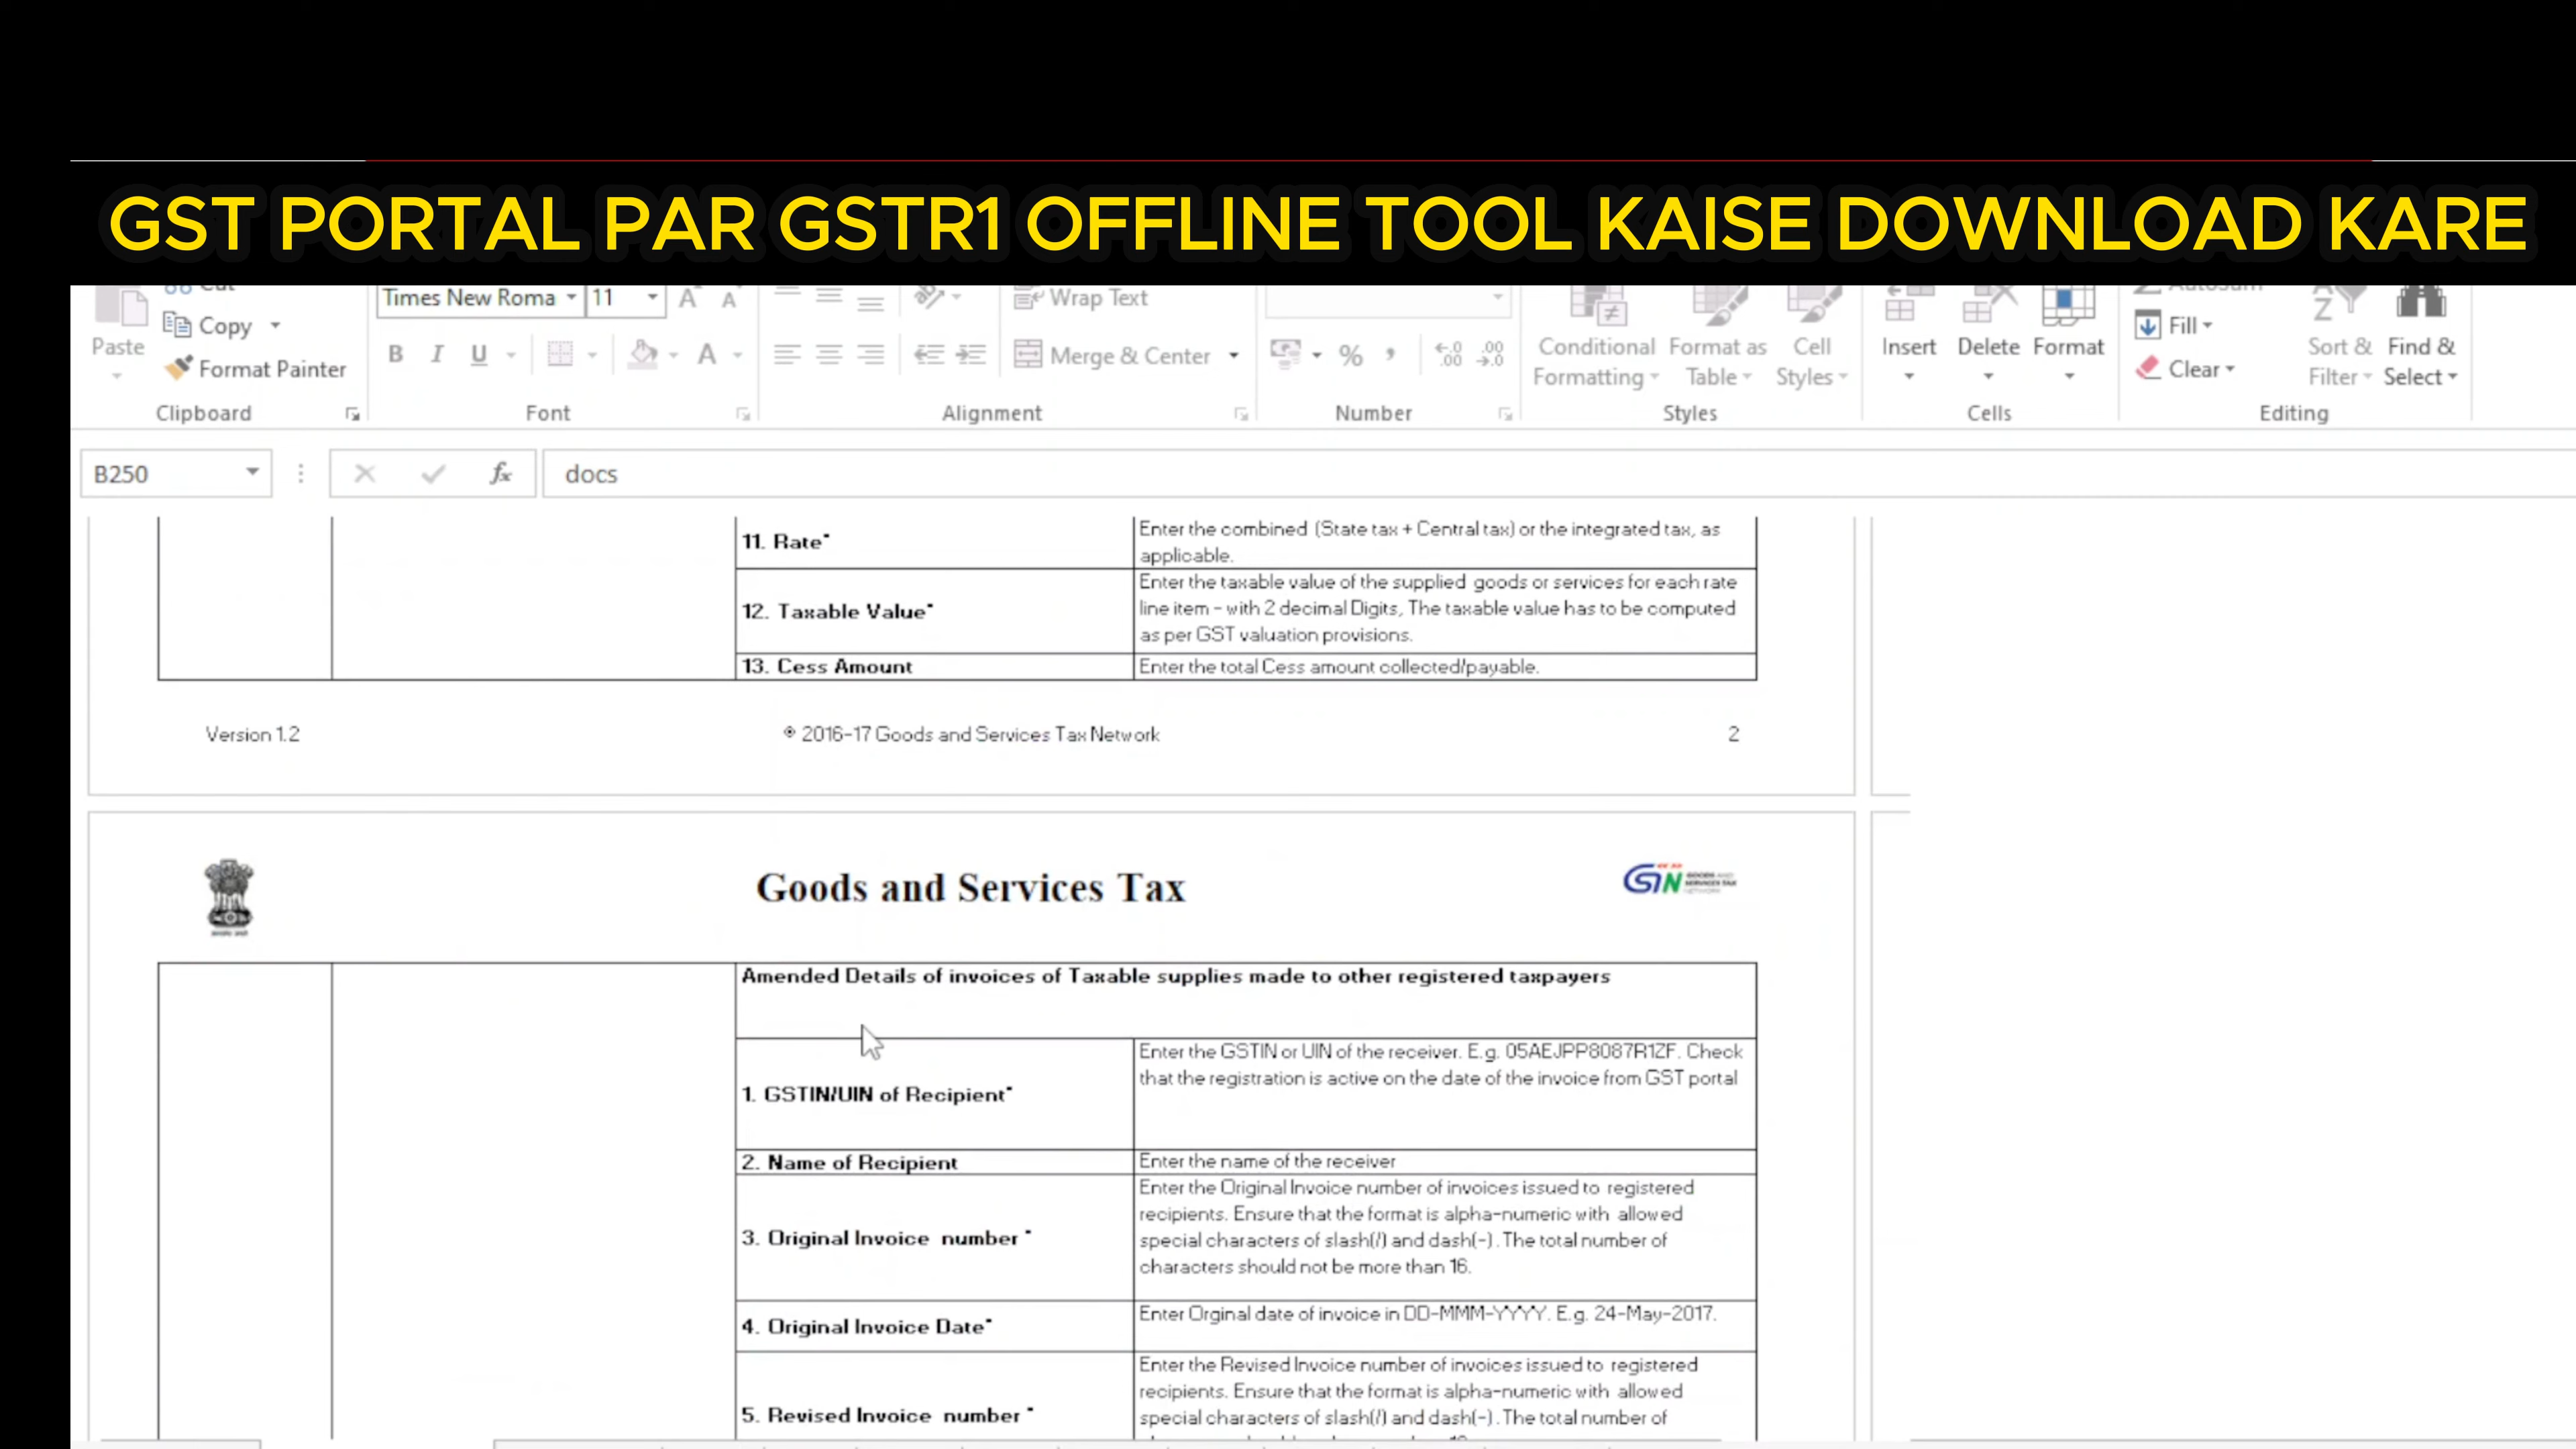 GST PORTAL PAR GSTR1 OFFLINE TOOL KAISE DOWNLOAD KARE
Cut
Copy
Paste
Format Painter
Clipboard
Times New Roma 11
B I U A
Font
Wrap Text
Merge & Center
Alignment
% ,
Number
Conditional Formatting
Format as Table
Cell Styles
Styles
Insert
Delete
Format
Cells
Autosum
Fill
Clear
Sort & Filter
Find & Select
Editing
B250
fx
docs
11. Rate*
Enter the combined (State tax + Central tax) or the integrated tax, as
applicable.
12. Taxable Value*
Enter the taxable value of the supplied goods or services for each rate
line item - with 2 decimal Digits, The taxable value has to be computed
as per GST valuation provisions.
13. Cess Amount
Enter the total Cess amount collected/payable.
Version 1.2
© 2016-17 Goods and Services Tax Network
2
Goods and Services Tax
Amended Details of invoices of Taxable supplies made to other registered taxpayers
1. GSTIN/UIN of Recipient*
Enter the GSTIN or UIN of the receiver. E.g. 05AEJPP8087R1ZF. Check
that the registration is active on the date of the invoice from GST portal
2. Name of Recipient
Enter the name of the receiver
3. Original Invoice number *
Enter the Original Invoice number of invoices issued to registered
recipients. Ensure that the format is alpha-numeric with allowed
special characters of slash(/) and dash(-). The total number of
characters should not be more than 16.
4. Original Invoice Date*
Enter Orginal date of invoice in DD-MMM-YYYY. E.g. 24-May-2017.
5. Revised Invoice number *
Enter the Revised Invoice number of invoices issued to registered
recipients. Ensure that the format is alpha-numeric with allowed
special characters of slash(/) and dash(-). The total number of